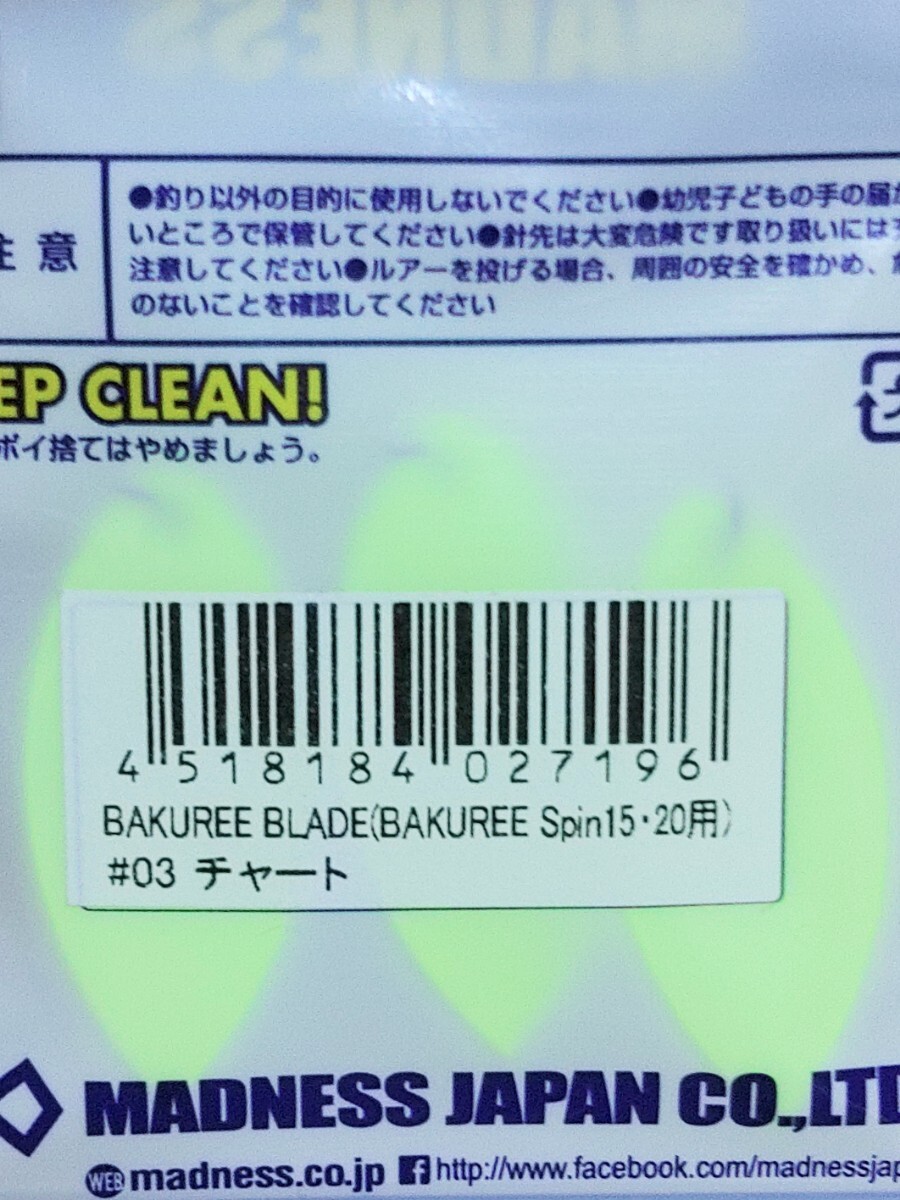 注意
●釣り以外の目的に使用しないでください●幼児子どもの手の届か
いところで保管してください●針先は大変危険です取り扱いには
注意してください●ルアーを投げる場合、周囲の安全を確かめ、
のないことを確認してください
EP CLEAN!
ポイ捨てはやめましょう。
4 518184 027196
BAKUREE BLADE(BAKUREE Spin15・20用)
#03 チャート
MADNESS JAPAN CO.,LTD
WEB madness.co.jp f http://www.facebook.com/madnessjap